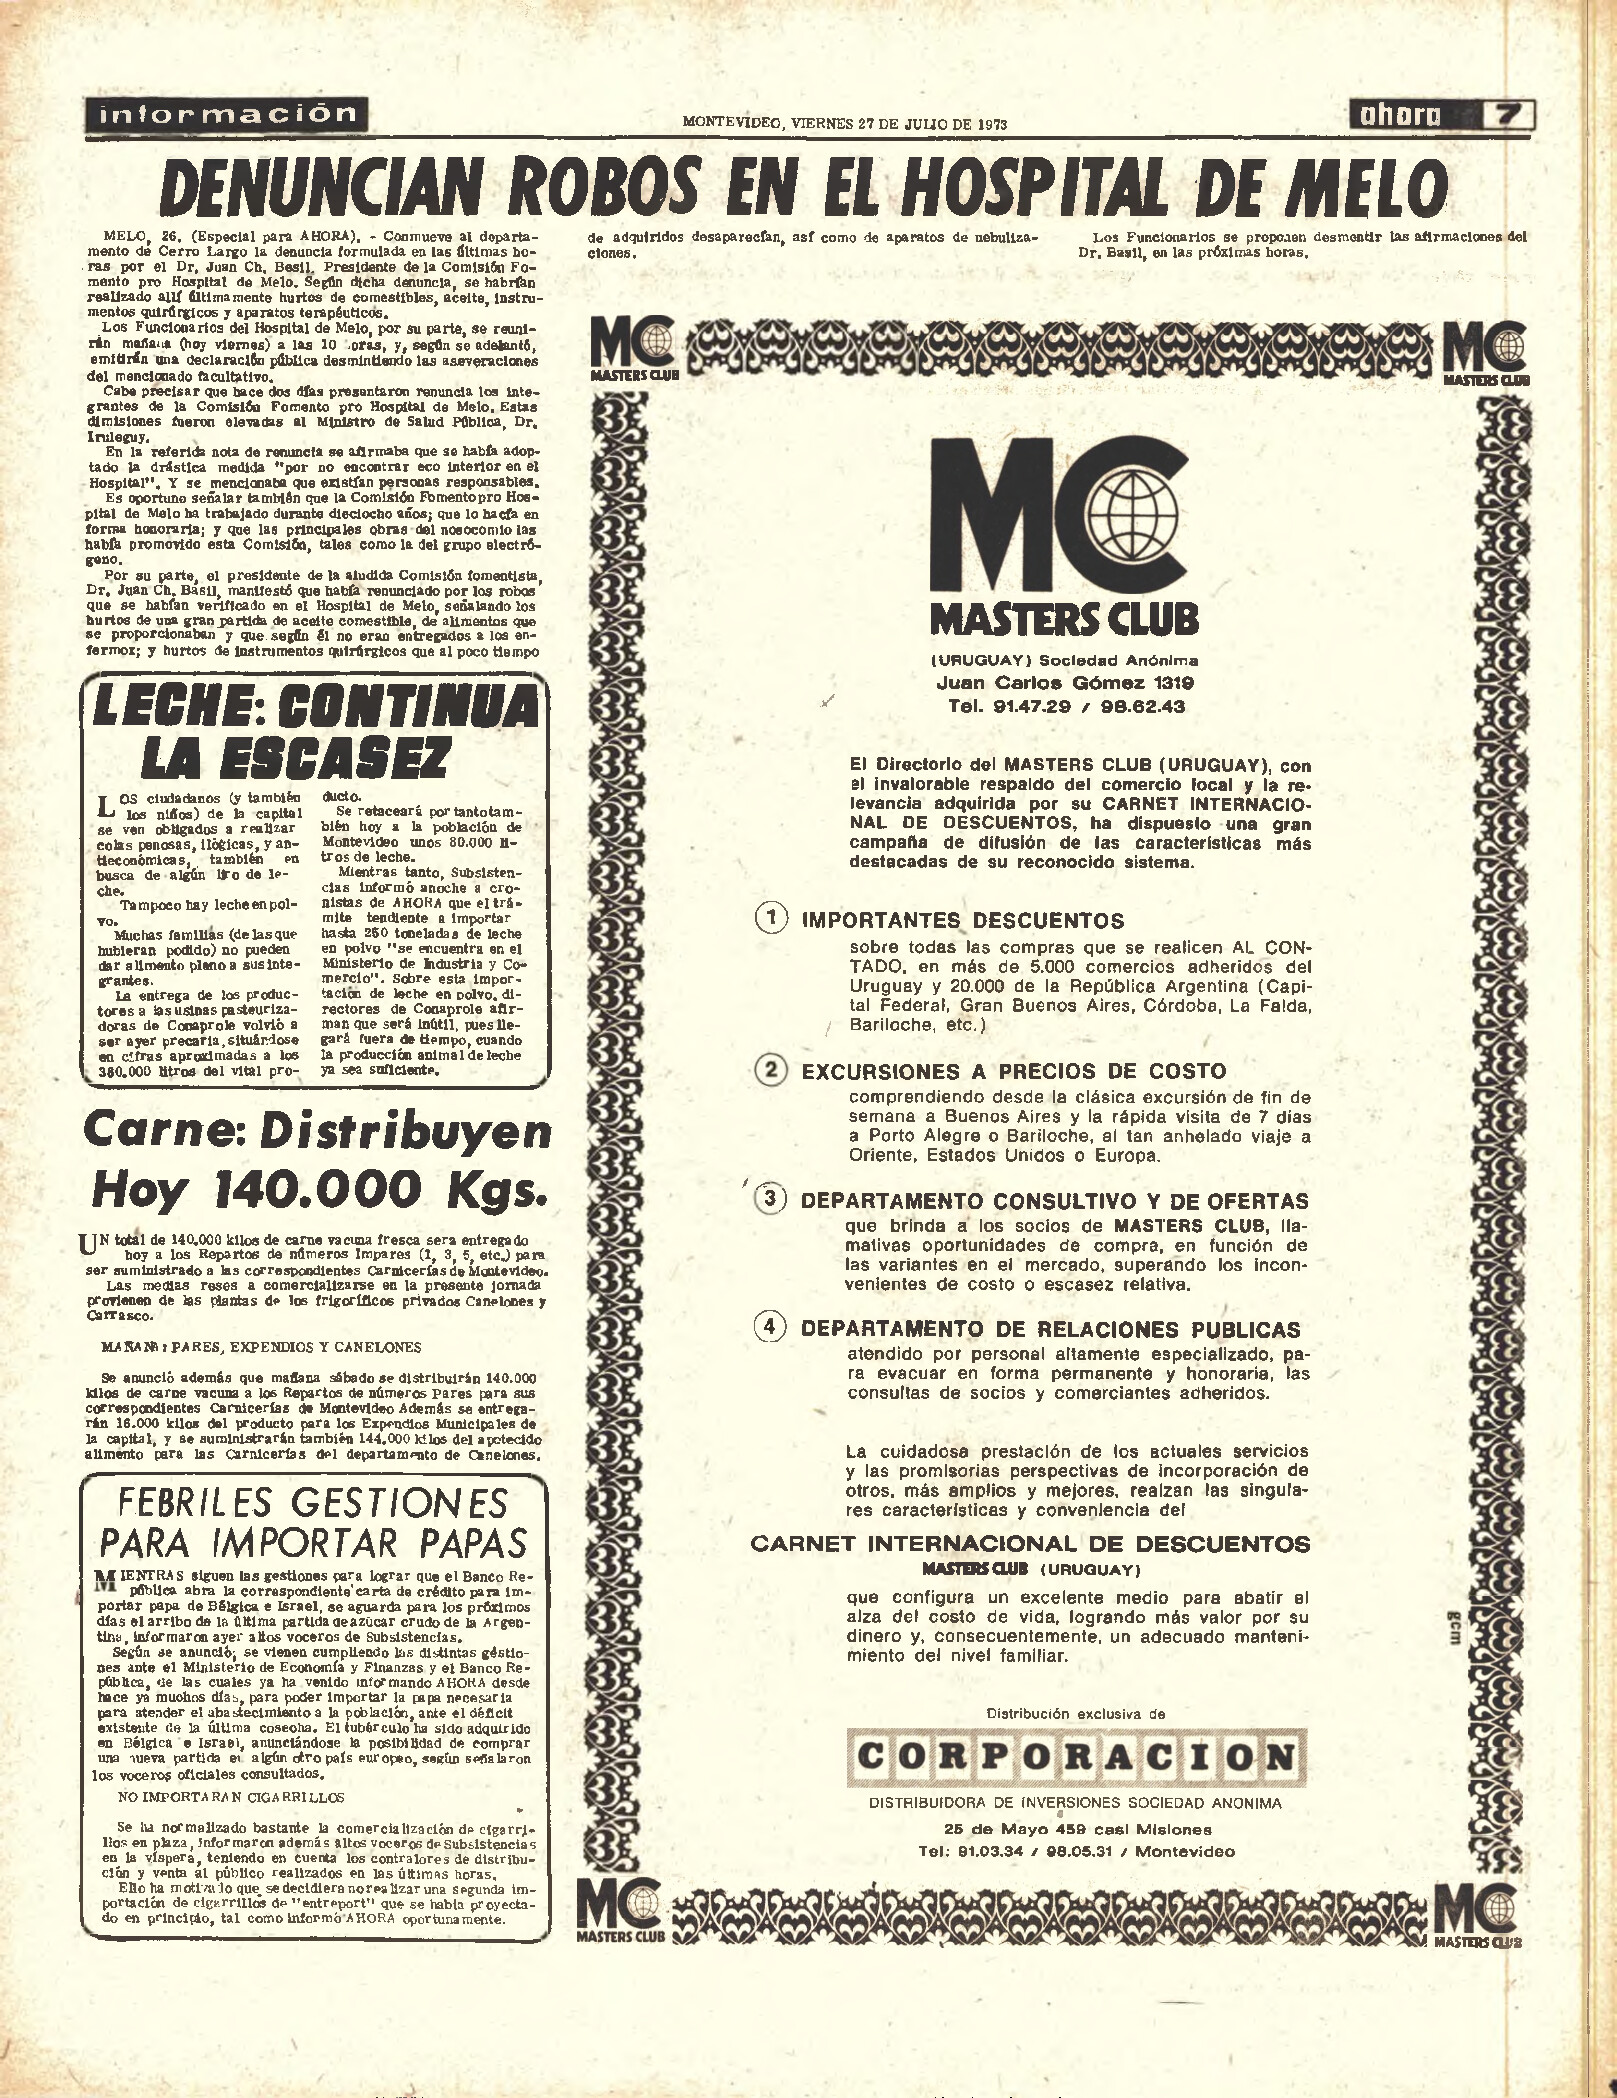 información
MONTEVIDEO, VIERNES 27 DE JULIO DE 1973
ahora 7
DENUNCIAN ROBOS EN EL HOSPITAL DE MELO
MELO, 26. (Especial para AHORA). - Conmueve al departa-
mento de Cerro Largo la denuncia formulada en las últimas ho-
ras por el Dr. Juan Ch. Besil. Presidente de la Comisión Fo-
mento pro Hospital de Melo. Según dicha denuncia, se habrían
realizado allí últimamente hurtos de comestibles, aceite, instru-
mentos quirúrgicos y aparatos terapéuticos.
Los Funcionarios del Hospital de Melo, por su parte, se reuni-
rán mañana (hoy viernes) a las 10 oras, y, según se adelantó,
emitirán una declaración pública desmintiendo las aseveraciones
del mencionado facultativo.
Cabe precisar que hace dos días presentaron renuncia los inte-
grantes de la Comisión Fomento pro Hospital de Melo. Estas
dimisiones fueron elevadas al Ministro de Salud Pública, Dr.
Iruleguy.
En la referida nota de renuncia se afirmaba que se había adop-
tado la drástica medida "por no encontrar eco interior en el
Hospital". Y se mencionaba que existían personas responsables.
Es oportuno señalar también que la Comisión Fomento pro Hos-
pital de Melo ha trabajado durante dieciocho años; que lo hacía en
forma honoraria; y que las principales obras del nosocomio las
había promovido esta Comisión, tales como la del grupo electró-
geno.
Por su parte, el presidente de la aludida Comisión fomentista,
Dr. Juan Ch. Básil, manifestó que había renunciado por los robos
que se habían verificado en el Hospital de Melo, señalando los
hurtos de una gran partida de aceite comestible, de alimentos que
se proporcionaban y que según él no eran entregados a los en-
fermos; y hurtos de instrumentos quirúrgicos que al poco tiempo
de adquiridos desaparecían, así como de aparatos de nebuliza-
ciones.
Los Funcionarios se proponen desmentir las afirmaciones del
Dr. Basil, en las próximas horas.
LECHE: CONTINUA
LA ESCASEZ
LOS ciudadanos (y también
los niños) de la capital
se ven obligados a realizar
colas penosas, ilógicas, y an-
tieconómicas, también en
busca de algún litro de le-
che.
Tampoco hay leche en pol-
vo.
Muchas familias (de las que
hubieran podido) no pueden
dar alimento pleno a sus inte-
grantes.
La entrega de los produc-
tores a las usinas pasteuriza-
doras de Conaprole volvió a
ser ayer precaria, situándose
en cifras aproximadas a los
380.000 litros del vital pro-
ducto.
Se retaceará por tanto tam-
bién hoy a la población de
Montevideo unos 80.000 li-
tros de leche.
Mientras tanto, Subsisten-
cias informó anoche a cro-
nistas de AHORA que el trá-
mite tendiente a importar
hasta 250 toneladas de leche
en polvo "se encuentra en el
Ministerio de Industria y Co-
mercio". Sobre esta impor-
tación de leche en polvo, di-
rectores de Conaprole afir-
man que será inútil, pues lle-
gará fuera de tiempo, cuando
la producción animal de leche
ya sea suficiente.
Carne: Distribuyen
Hoy 140.000 Kgs.
UN total de 140.000 kilos de carne vacuna fresca sera entregado
hoy a los Repartos de números Impares (1, 3, 5, etc.) para
ser suministrado a las correspondientes Carnicerías de Montevideo.
Las medias reses a comercializarse en la presente jornada
provienen de las plantas de los frigoríficos privados Canelones y
Carrasco.
MAÑANA: PARES, EXPENDIOS Y CANELONES
Se anunció además que mañana sábado se distribuirán 140.000
kilos de carne vacuna a los Repartos de números Pares para sus
correspondientes Carnicerías de Montevideo Además se entrega-
rán 16.000 kilos del producto para los Expendios Municipales de
la capital, y se suministrarán también 144.000 kilos del apetecido
alimento para las Carnicerías del departamento de Canelones.
FEBRILES GESTIONES
PARA IMPORTAR PAPAS
MIENTRAS siguen las gestiones para lograr que el Banco Re-
pública abra la correspondiente carta de crédito para im-
portar papa de Bélgica e Israel, se aguarda para los próximos
días el arribo de la última partida de azúcar crudo de la Argen-
tina, informaron ayer altos voceros de Subsistencias.
Según se anunció; se vienen cumpliendo las distintas géstio-
nes ante el Ministerio de Economía y Finanzas y el Banco Re-
pública, de las cuales ya ha venido informando AHORA desde
hace ya muchos días, para poder importar la papa necesaria
para atender el abastecimiento a la población, ante el déficit
existente de la última coseoha. El tubérculo ha sido adquirido
en Bélgica e Israel, anunciándose la posibilidad de comprar
una nueva partida en algún otro país europeo, según señalaron
los voceros oficiales consultados.
NO IMPORTARAN CIGARRILLOS
Se ha normalizado bastante la comercialización de cigarri-
llos en plaza, informaron además altos voceros de Subsistencias
en la víspera, teniendo en cuenta los contralores de distribu-
ción y venta al público realizados en las últimas horas.
Ello ha motivado que se decidiera no realizar una segunda im-
portación de cigarrillos de "entreport" que se había proyecta-
do en principio, tal como informó AHORA oportunamente.
MC MASTERS CLUB
MC MASTERS CLUB
MC
MASTERS CLUB
(URUGUAY) Sociedad Anónima
Juan Carlos Gómez 1319
Tel. 91.47.29 / 98.62.43
El Directorio del MASTERS CLUB (URUGUAY), con
el invalorable respaldo del comercio local y la re-
levancia adquirida por su CARNET INTERNACIO-
NAL DE DESCUENTOS, ha dispuesto una gran
campaña de difusión de las características más
destacadas de su reconocido sistema.
1 IMPORTANTES DESCUENTOS
sobre todas las compras que se realicen AL CON-
TADO, en más de 5.000 comercios adheridos del
Uruguay y 20.000 de la República Argentina (Capi-
tal Federal, Gran Buenos Aires, Córdoba, La Falda,
Bariloche, etc.)
2 EXCURSIONES A PRECIOS DE COSTO
comprendiendo desde la clásica excursión de fin de
semana a Buenos Aires y la rápida visita de 7 días
a Porto Alegre o Bariloche, al tan anhelado viaje a
Oriente, Estados Unidos o Europa.
3 DEPARTAMENTO CONSULTIVO Y DE OFERTAS
que brinda a los socios de MASTERS CLUB, lla-
mativas oportunidades de compra, en función de
las variantes en el mercado, superando los incon-
venientes de costo o escasez relativa.
4 DEPARTAMENTO DE RELACIONES PUBLICAS
atendido por personal altamente especializado, pa-
ra evacuar en forma permanente y honoraria, las
consultas de socios y comerciantes adheridos.
La cuidadosa prestación de los actuales servicios
y las promisorias perspectivas de incorporación de
otros, más amplios y mejores, realzan las singula-
res características y conveniencia del
CARNET INTERNACIONAL DE DESCUENTOS
MASTERS CLUB (URUGUAY)
que configura un excelente medio para abatir el
alza del costo de vida, logrando más valor por su
dinero y, consecuentemente, un adecuado manteni-
miento del nivel familiar.
gcm
Distribución exclusiva de
CORPORACION
DISTRIBUIDORA DE INVERSIONES SOCIEDAD ANONIMA
25 de Mayo 459 casi Misiones
Tel: 91.03.34 / 98.05.31 / Montevideo
MC MASTERS CLUB
MC MASTERS CLUB